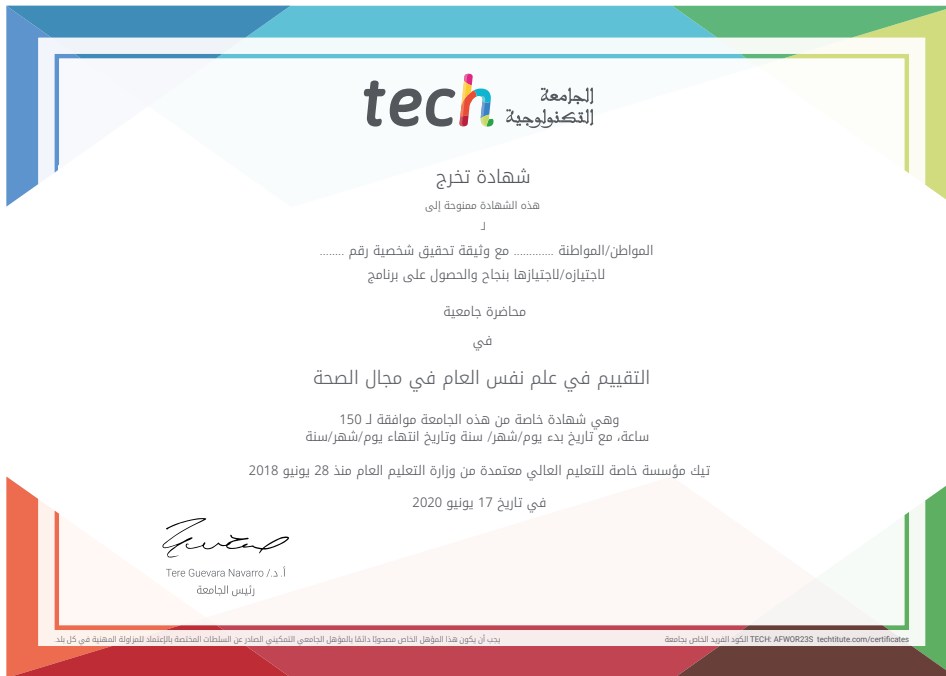 tech
الجامعة
التكنولوجية
شهادة تخرج
هذه الشهادة ممنوحة إلى
لـ
المواطن/المواطنة ............ مع وثيقة تحقيق شخصية رقم ........
لاجتيازه/لاجتيازها بنجاح والحصول على برنامج
محاضرة جامعية
في
التقييم في علم نفس العام في مجال الصحة
وهي شهادة خاصة من هذه الجامعة موافقة لـ 150
ساعة، مع تاريخ بدء يوم/شهر/ سنة وتاريخ انتهاء يوم/شهر/سنة
تيك مؤسسة خاصة للتعليم العالي معتمدة من وزارة التعليم العام منذ 28 يونيو 2018
في تاريخ 17 يونيو 2020
أ. د./ Tere Guevara Navarro
رئيس الجامعة
الكود الفريد الخاص بجامعة TECH: AFWOR23S techtitute.com/certificates
يجب أن يكون هذا المؤهل الخاص مصحوبًا دائمًا بالمؤهل الجامعي التمكيني الصادر عن السلطات المختصة بالإعتماد للمزاولة المهنية في كل بلد.